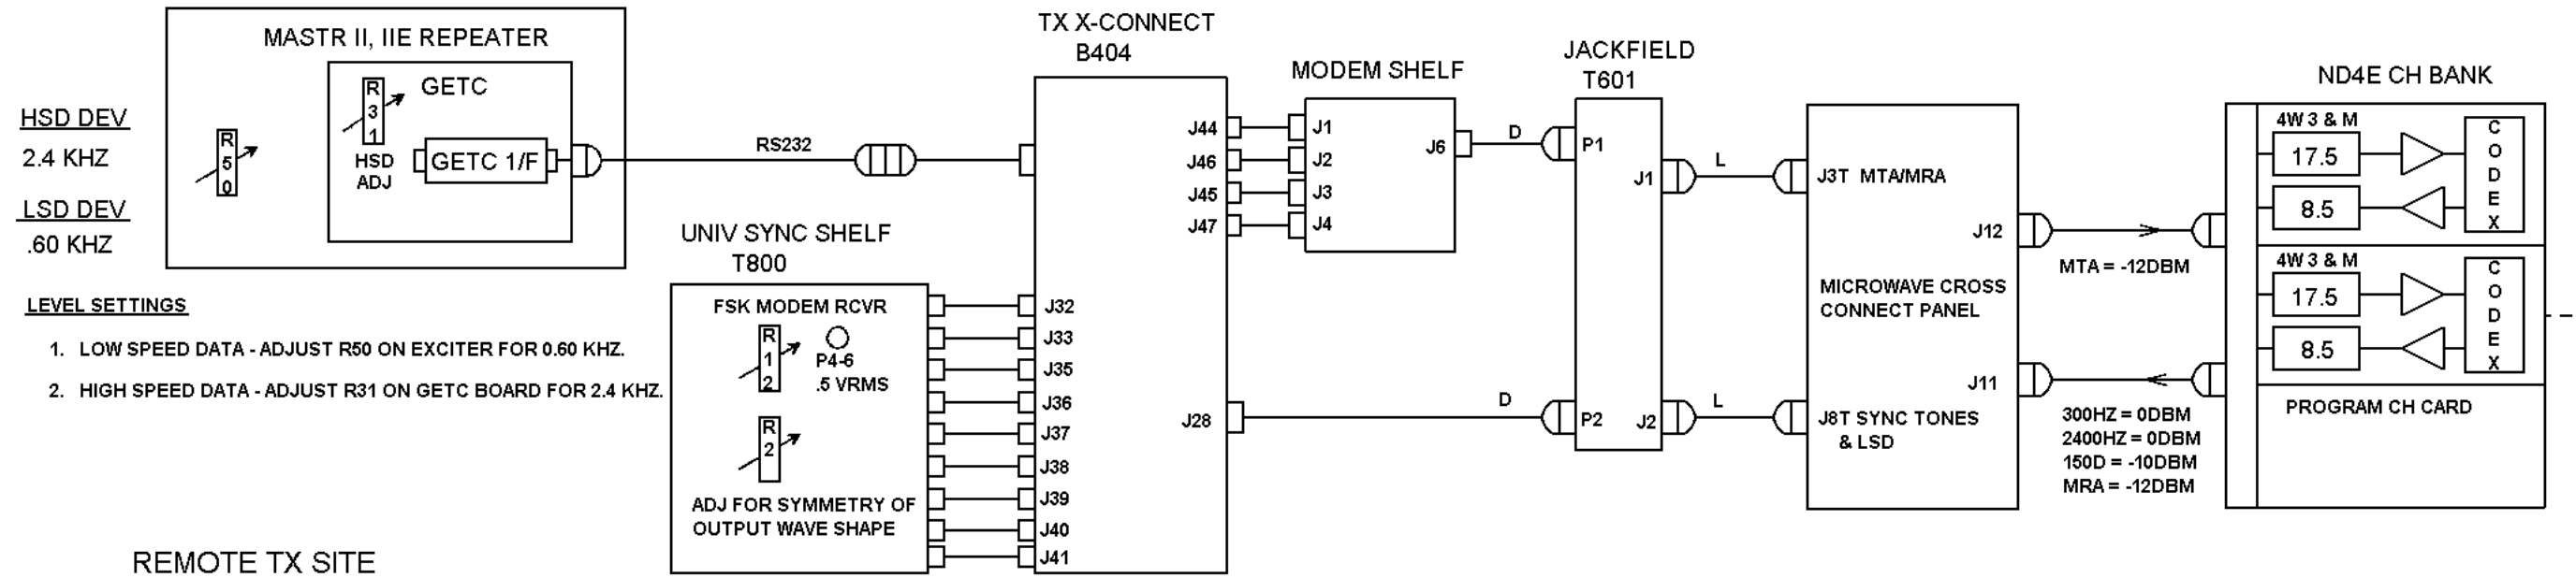 MASTR II, IIE REPEATER
R
3
1
GETC
HSD
ADJ
GETC 1/F
R
5
0
HSD DEV
2.4 KHZ
LSD DEV
.60 KHZ
LEVEL SETTINGS
1. LOW SPEED DATA - ADJUST R50 ON EXCITER FOR 0.60 KHZ.
2. HIGH SPEED DATA - ADJUST R31 ON GETC BOARD FOR 2.4 KHZ.
REMOTE TX SITE
RS232
UNIV SYNC SHELF
T800
FSK MODEM RCVR
R
1
2
P4-6
.5 VRMS
R
2
ADJ FOR SYMMETRY OF
OUTPUT WAVE SHAPE
TX X-CONNECT
B404
J44
J46
J45
J47
J32
J33
J35
J36
J37
J38
J39
J40
J41
J28
MODEM SHELF
J1
J2
J3
J4
J6
D
D
JACKFIELD
T601
P1
J1
P2
J2
L
L
J3T MTA/MRA
J12
MICROWAVE CROSS
CONNECT PANEL
J11
J8T SYNC TONES
& LSD
MTA = -12DBM
300HZ = 0DBM
2400HZ = 0DBM
150D = -10DBM
MRA = -12DBM
ND4E CH BANK
4W 3 & M
17.5
8.5
C
O
D
E
X
4W 3 & M
17.5
8.5
C
O
D
E
X
PROGRAM CH CARD